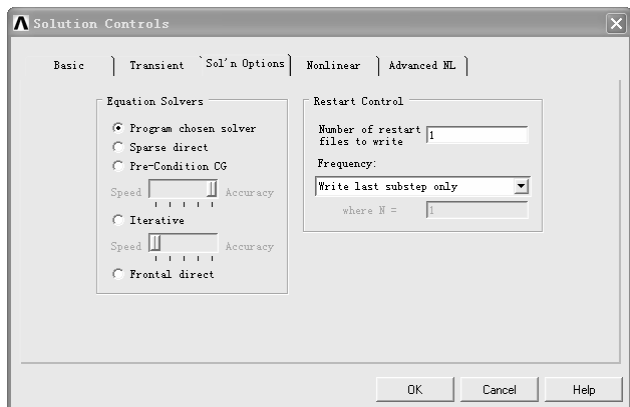 Solution Controls
Basic Transient Sol'n Options Nonlinear Advanced NL
Equation Solvers
Program chosen solver
Sparse direct
Pre-Condition CG
Speed Accuracy
Iterative
Speed Accuracy
Frontal direct
Restart Control
Number of restart
files to write 1
Frequency:
Write last substep only
where N = 1
OK Cancel Help